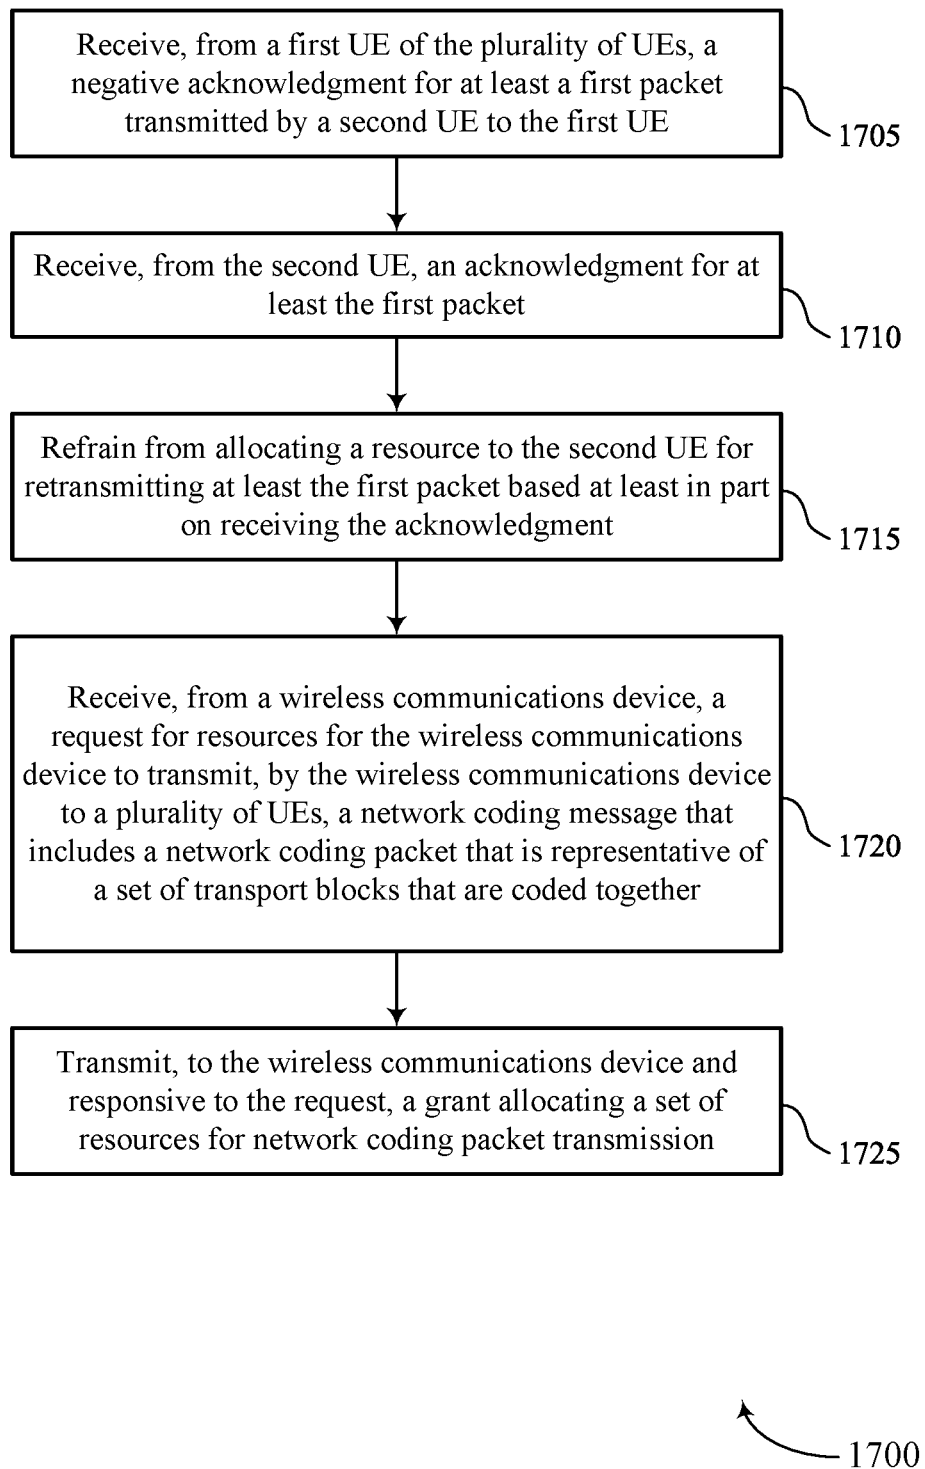 Receive, from a first UE of the plurality of UEs, a
negative acknowledgment for at least a first packet
transmitted by a second UE to the first UE
1705
Receive, from the second UE, an acknowledgment for at
least the first packet
1710
Refrain from allocating a resource to the second UE for
retransmitting at least the first packet based at least in part
on receiving the acknowledgment
1715
Receive, from a wireless communications device, a
request for resources for the wireless communications
device to transmit, by the wireless communications device
to a plurality of UEs, a network coding message that
includes a network coding packet that is representative of
a set of transport blocks that are coded together
1720
Transmit, to the wireless communications device and
responsive to the request, a grant allocating a set of
resources for network coding packet transmission
1725
1700